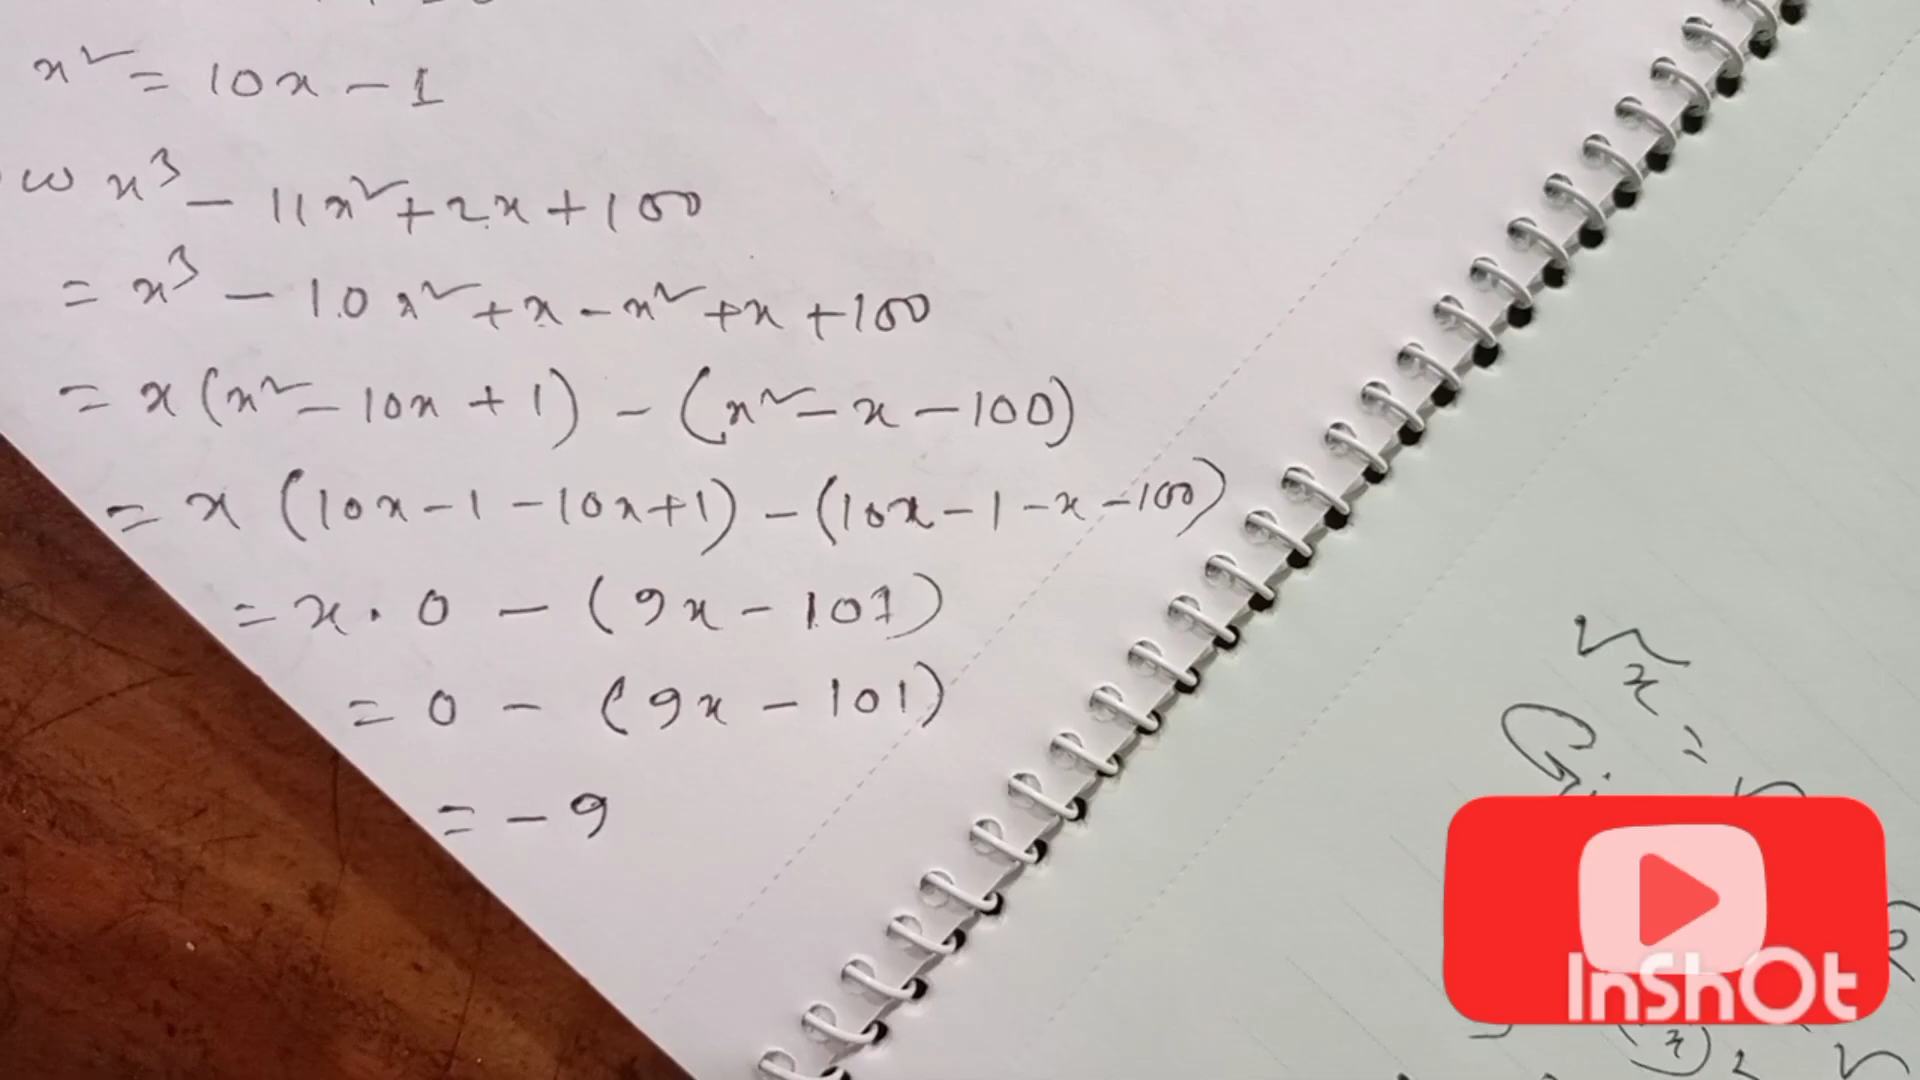 x² = 10x - 1
w x³ - 11x² + 2x + 100
= x³ - 10x² + x - x² + x + 100
= x(x² - 10x + 1) - (x² - x - 100)
= x (10x - 1 - 10x + 1) - (10x - 1 - x - 100)
= x . 0 - (9x - 101)
= 0 - (9x - 101)
= - 9
InShOt